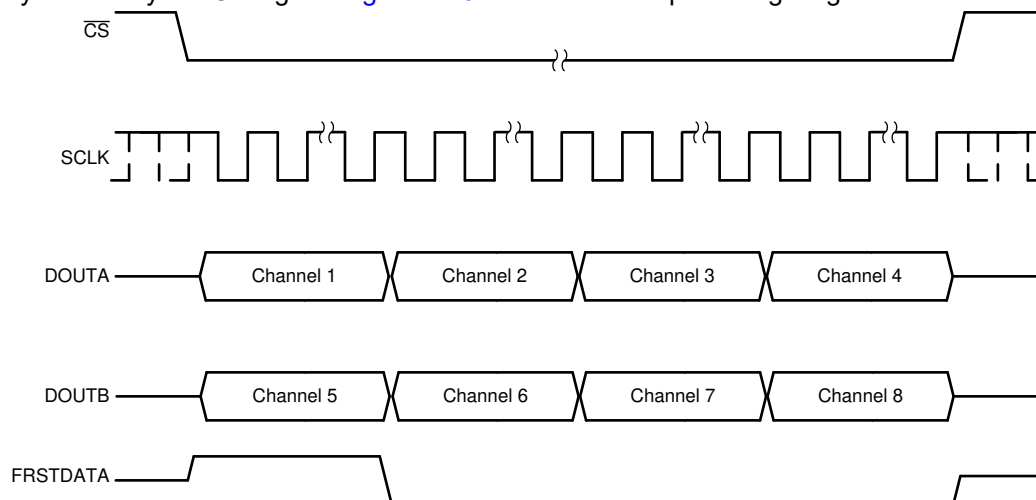 CS
SCLK
DOUTA Channel 1 Channel 2 Channel 3 Channel 4
DOUTB Channel 5 Channel 6 Channel 7 Channel 8
FRSTDATA